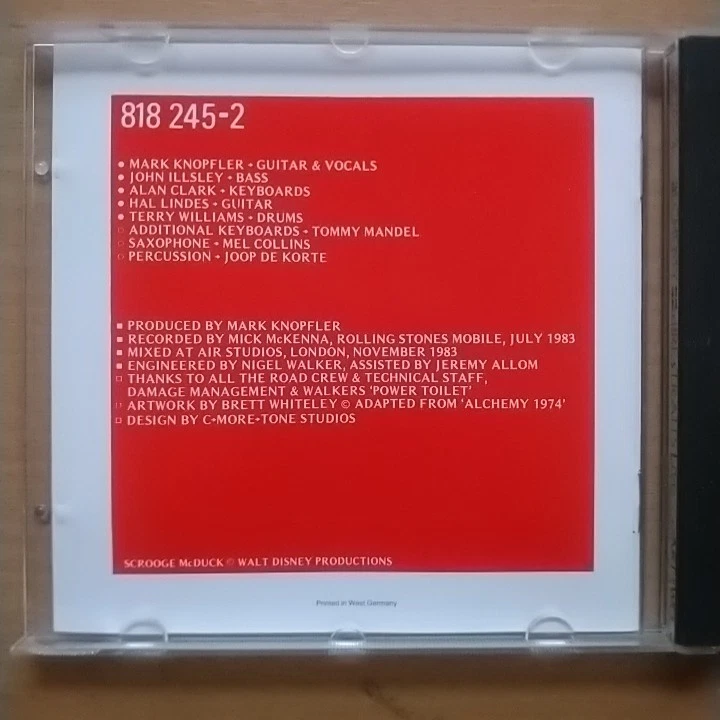 818 245-2
• MARK KNOPFLER • GUITAR & VOCALS
• JOHN ILLSLEY • BASS
• ALAN CLARK • KEYBOARDS
• HAL LINDES • GUITAR
• TERRY WILLIAMS • DRUMS
○ ADDITIONAL KEYBOARDS • TOMMY MANDEL
○ SAXOPHONE • MEL COLLINS
○ PERCUSSION • JOOP DE KORTE
■ PRODUCED BY MARK KNOPFLER
■ RECORDED BY MICK McKENNA, ROLLING STONES MOBILE, JULY 1983
■ MIXED AT AIR STUDIOS, LONDON, NOVEMBER 1983
■ ENGINEERED BY NIGEL WALKER, ASSISTED BY JEREMY ALLOM
□ THANKS TO ALL THE ROAD CREW & TECHNICAL STAFF,
DAMAGE MANAGEMENT & WALKERS 'POWER TOILET'
□ ARTWORK BY BRETT WHITELEY © ADAPTED FROM 'ALCHEMY 1974'
□ DESIGN BY C•MORE•TONE STUDIOS
SCROOGE McDUCK © WALT DISNEY PRODUCTIONS
Printed in West Germany